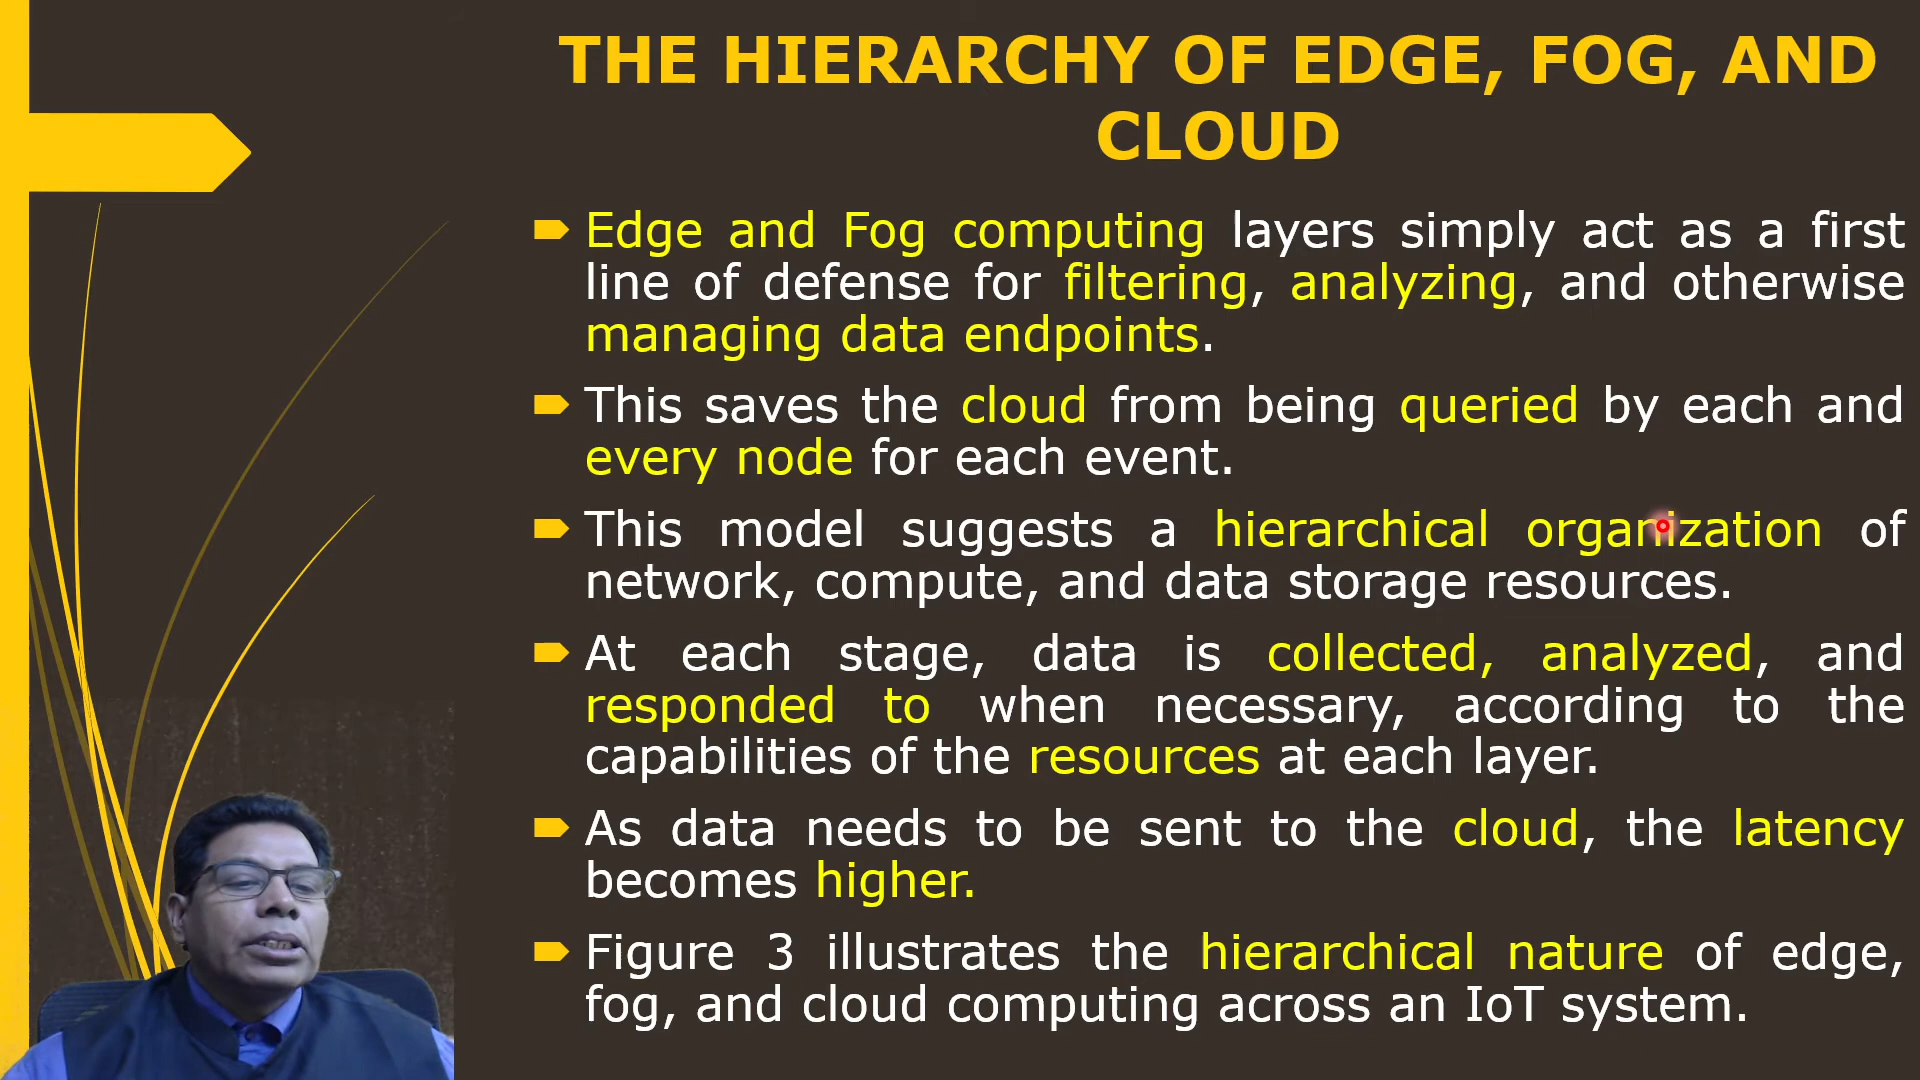 THE HIERARCHY OF EDGE, FOG, AND
CLOUD
Edge and Fog computing layers simply act as a first
line of defense for filtering, analyzing, and otherwise
managing data endpoints.
This saves the cloud from being queried by each and
every node for each event.
This model suggests a hierarchical organization of
network, compute, and data storage resources.
At each stage, data is collected, analyzed, and
responded to when necessary, according to the
capabilities of the resources at each layer.
As data needs to be sent to the cloud, the latency
becomes higher.
Figure 3 illustrates the hierarchical nature of edge,
fog, and cloud computing across an IoT system.